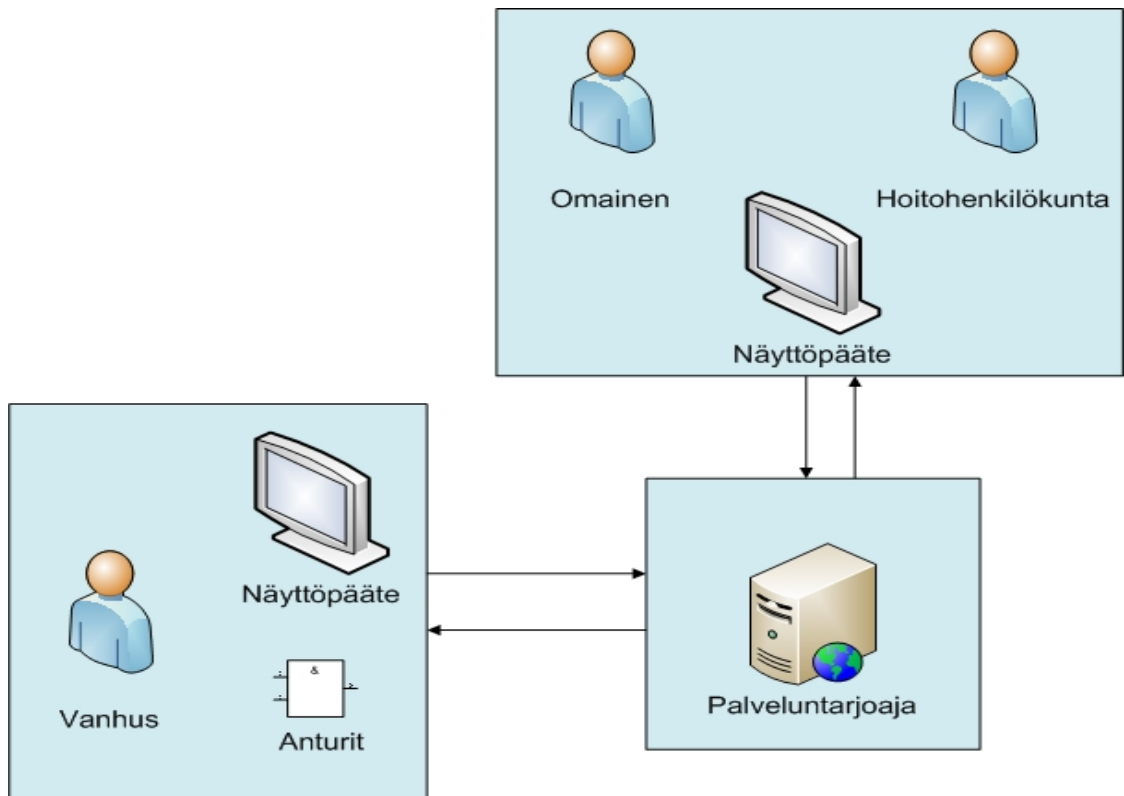 Omainen
Hoitohenkilökunta
Näyttöpääte
Näyttöpääte
Vanhus
&
Anturit
Palveluntarjoaja